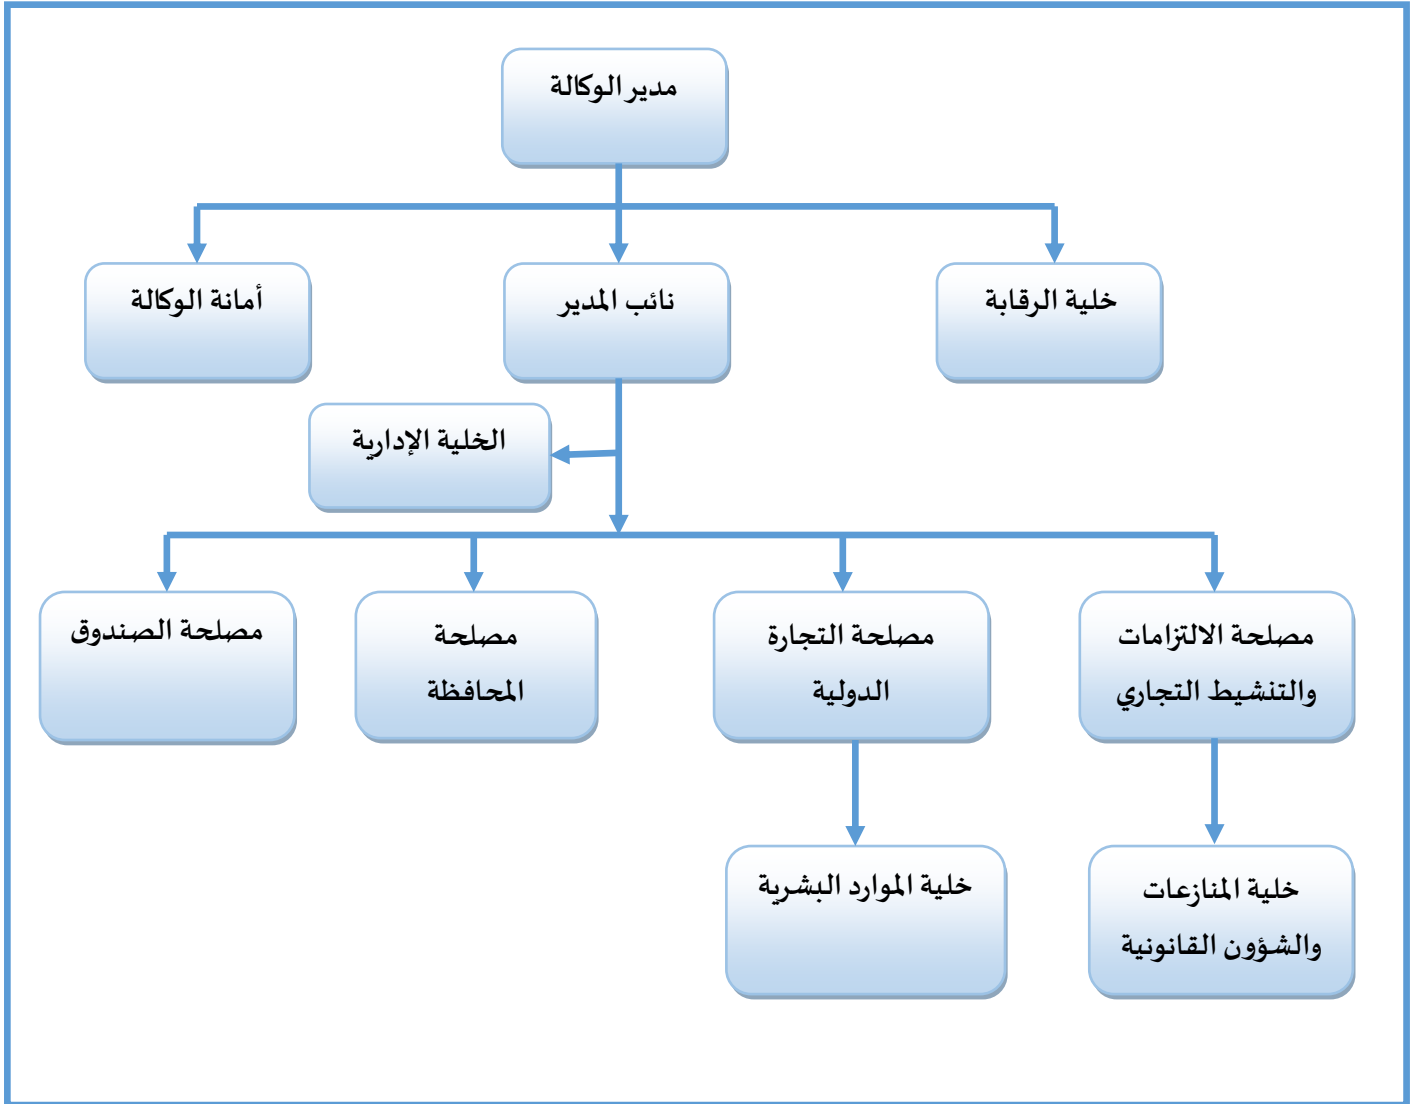 مدير الوكالة
خلية الرقابة
نائب المدير
أمانة الوكالة
الخلية الإدارية
مصلحة الالتزامات
والتنشيط التجاري
مصلحة التجارة
الدولية
مصلحة
المحافظة
مصلحة الصندوق
خلية المنازعات
والشؤون القانونية
خلية الموارد البشرية